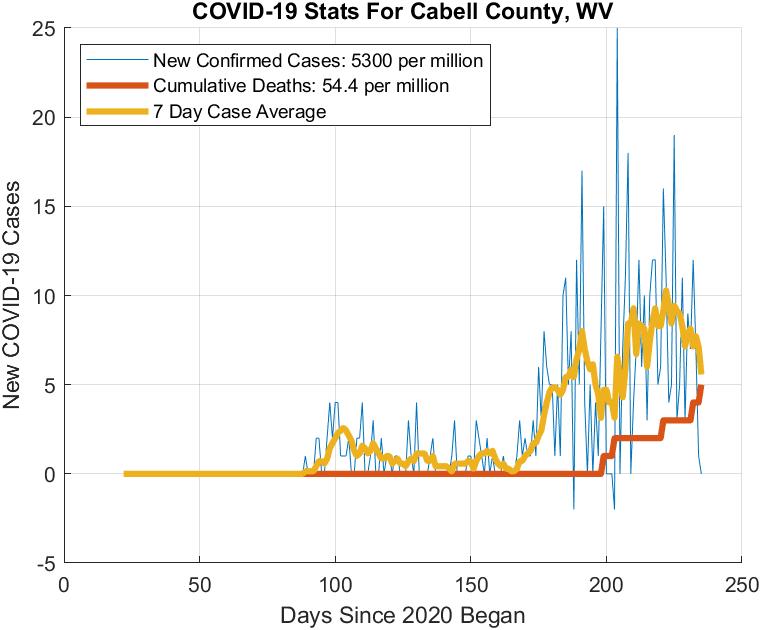 COVID-19 Stats For Cabell County, WV
25
New Confirmed Cases: 5300 per million
Cumulative Deaths: 54.4 per million
7 Day Case Average
20
15
10
5
0
-5
New COVID-19 Cases
0 50 100 150 200 250
Days Since 2020 Began